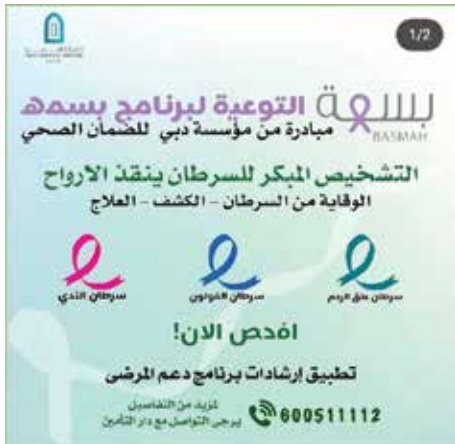 1/2
بسمة
BASMAH
التوعية لبرنامج بسمه
مبادرة من مؤسسة دبي للضمان الصحي
التشخيص المبكر للسرطان ينقذ الارواح
الوقاية من السرطان - الكشف - العلاج
سرطان عنق الرحم
سرطان القولون
سرطان الثدي
افحص الان!
تطبيق إرشادات برنامج دعم المرضى
لمزيد من التفاصيل
يرجى التواصل مع دار التأمين
600511112